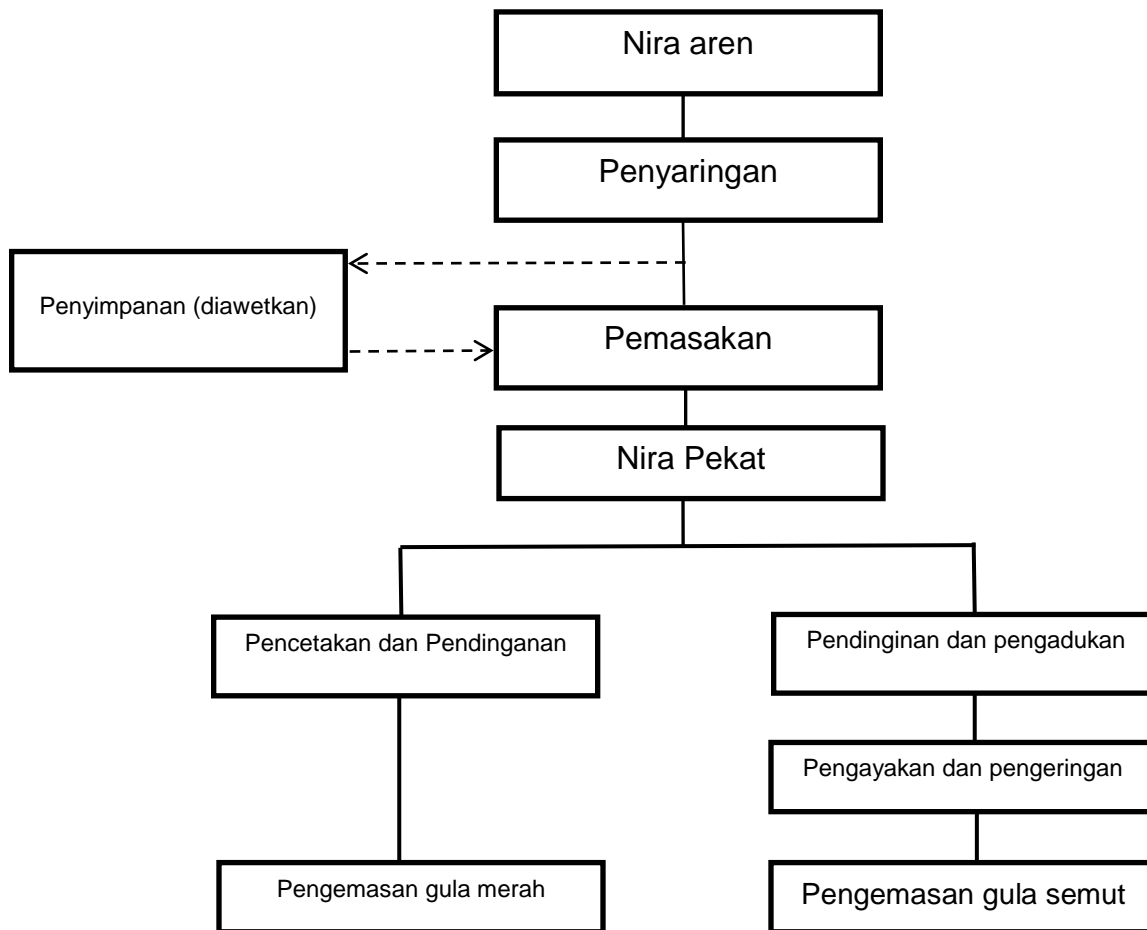 Nira aren
Penyaringan
Penyimpanan (diawetkan)
Pemasakan
Nira Pekat
Pencetakan dan Pendinganan
Pendinginan dan pengadukan
Pengayakan dan pengeringan
Pengemasan gula merah
Pengemasan gula semut